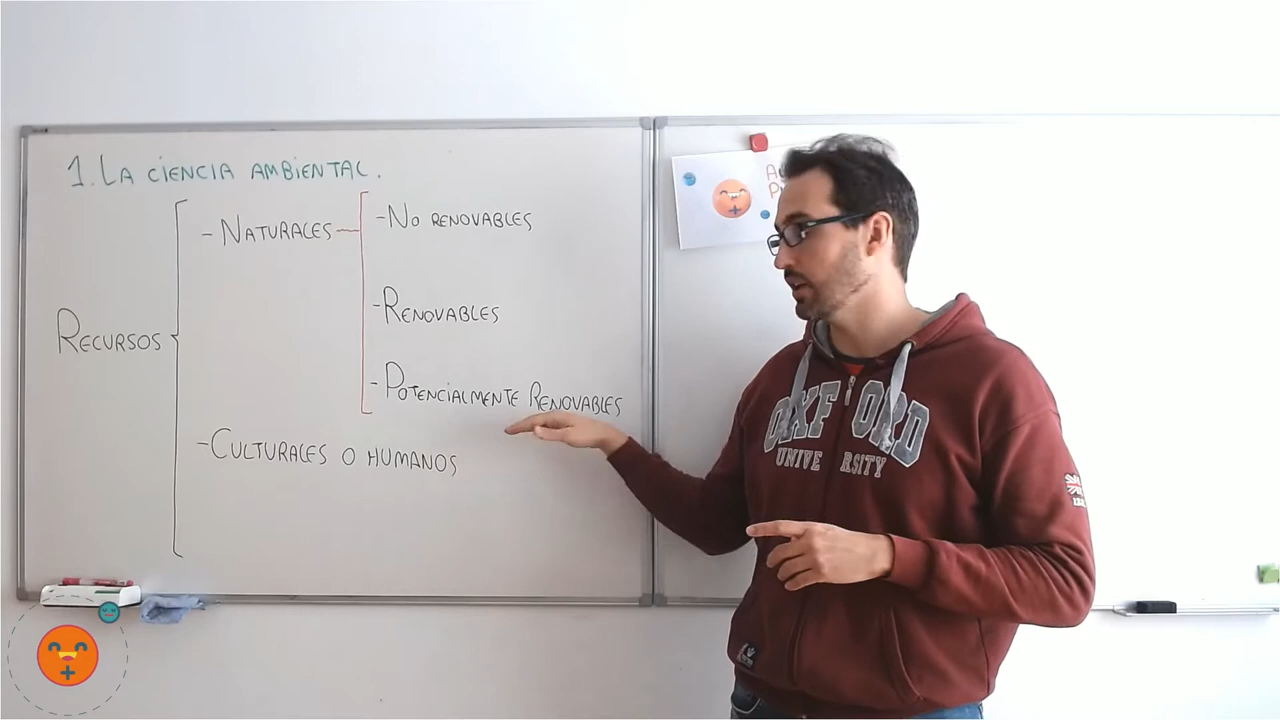 1. LA CIENCIA AMBIENTAL.
RECURSOS
- NATURALES
- NO RENOVABLES
- RENOVABLES
- POTENCIALMENTE RENOVABLES
- CULTURALES O HUMANOS
OXFORD
UNIVERSITY